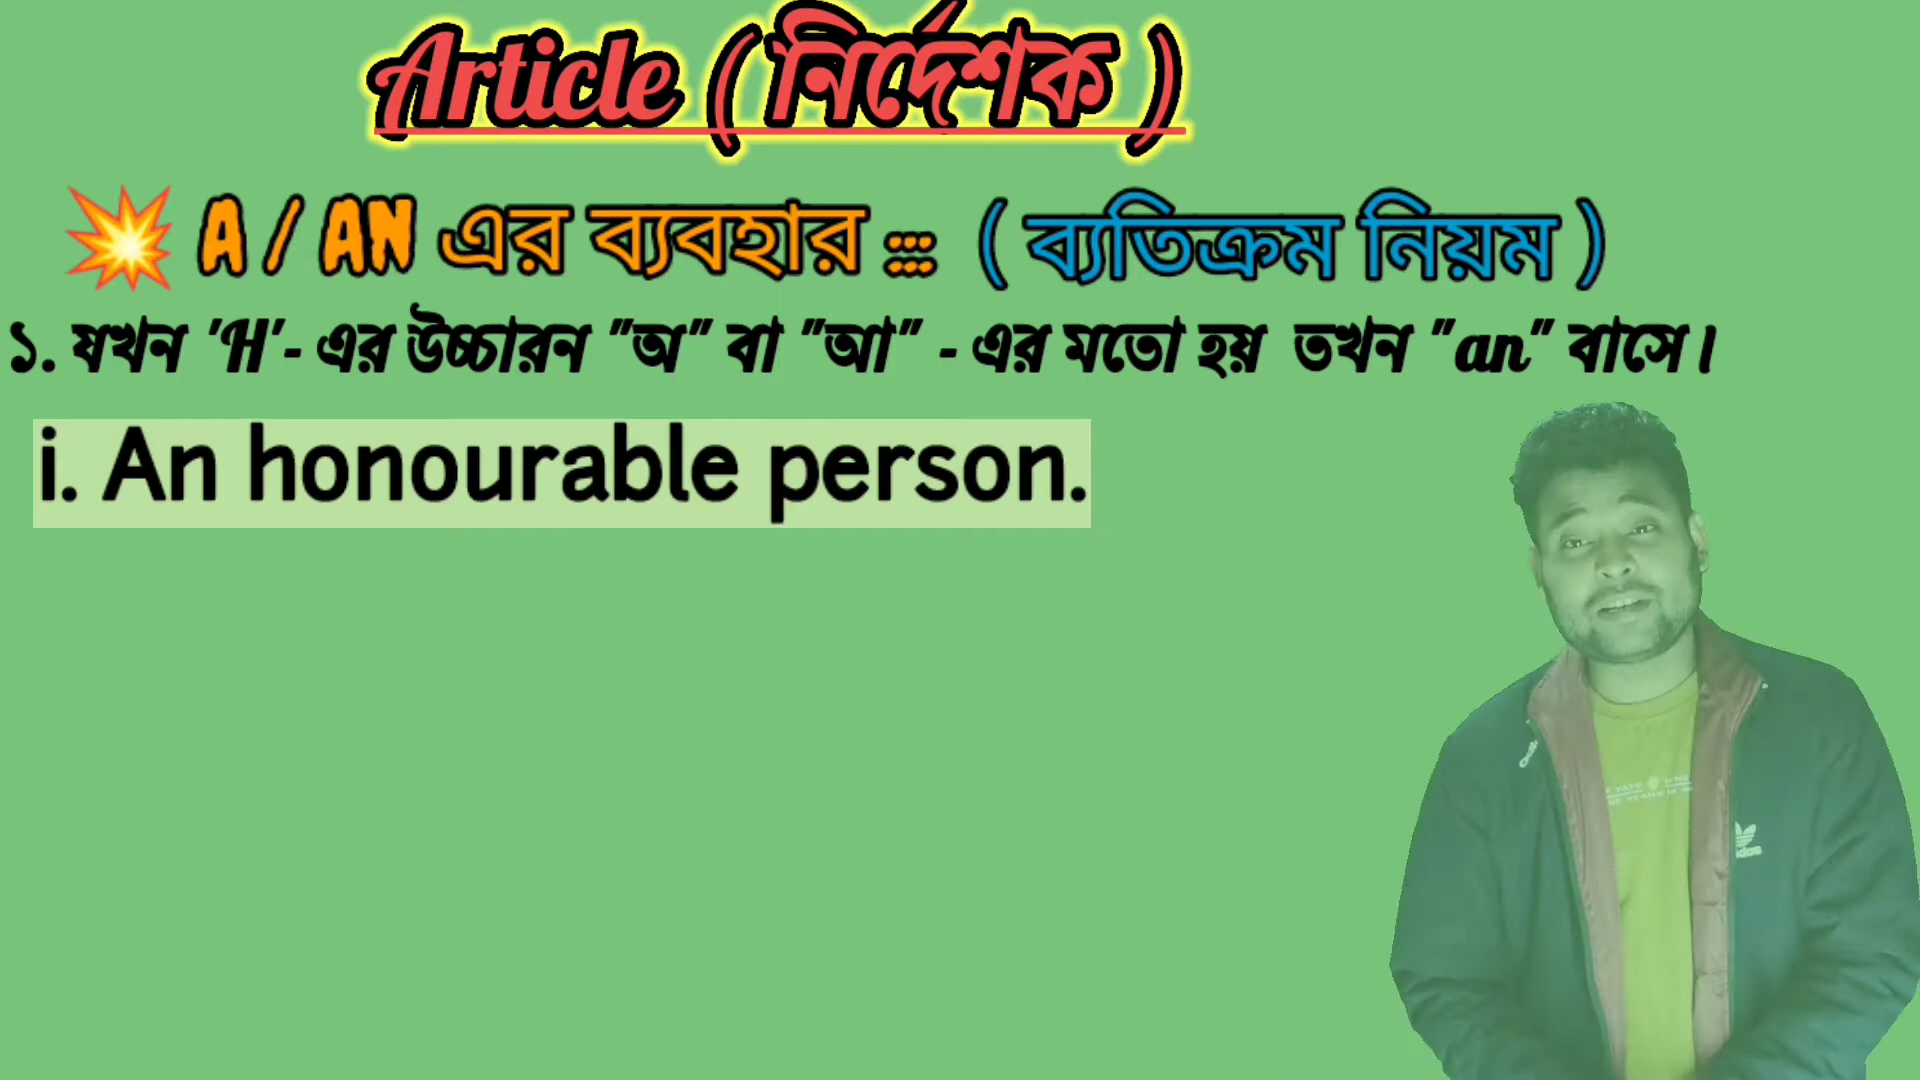 Article ( নির্দেশক )
A / AN এর ব্যবহার ::: ( ব্যতিক্রম নিয়ম )
১. যখন 'H'- এর উচ্চারন "অ" বা "আ" - এর মতো হয় তখন "an" বাসে।
i. An honourable person.